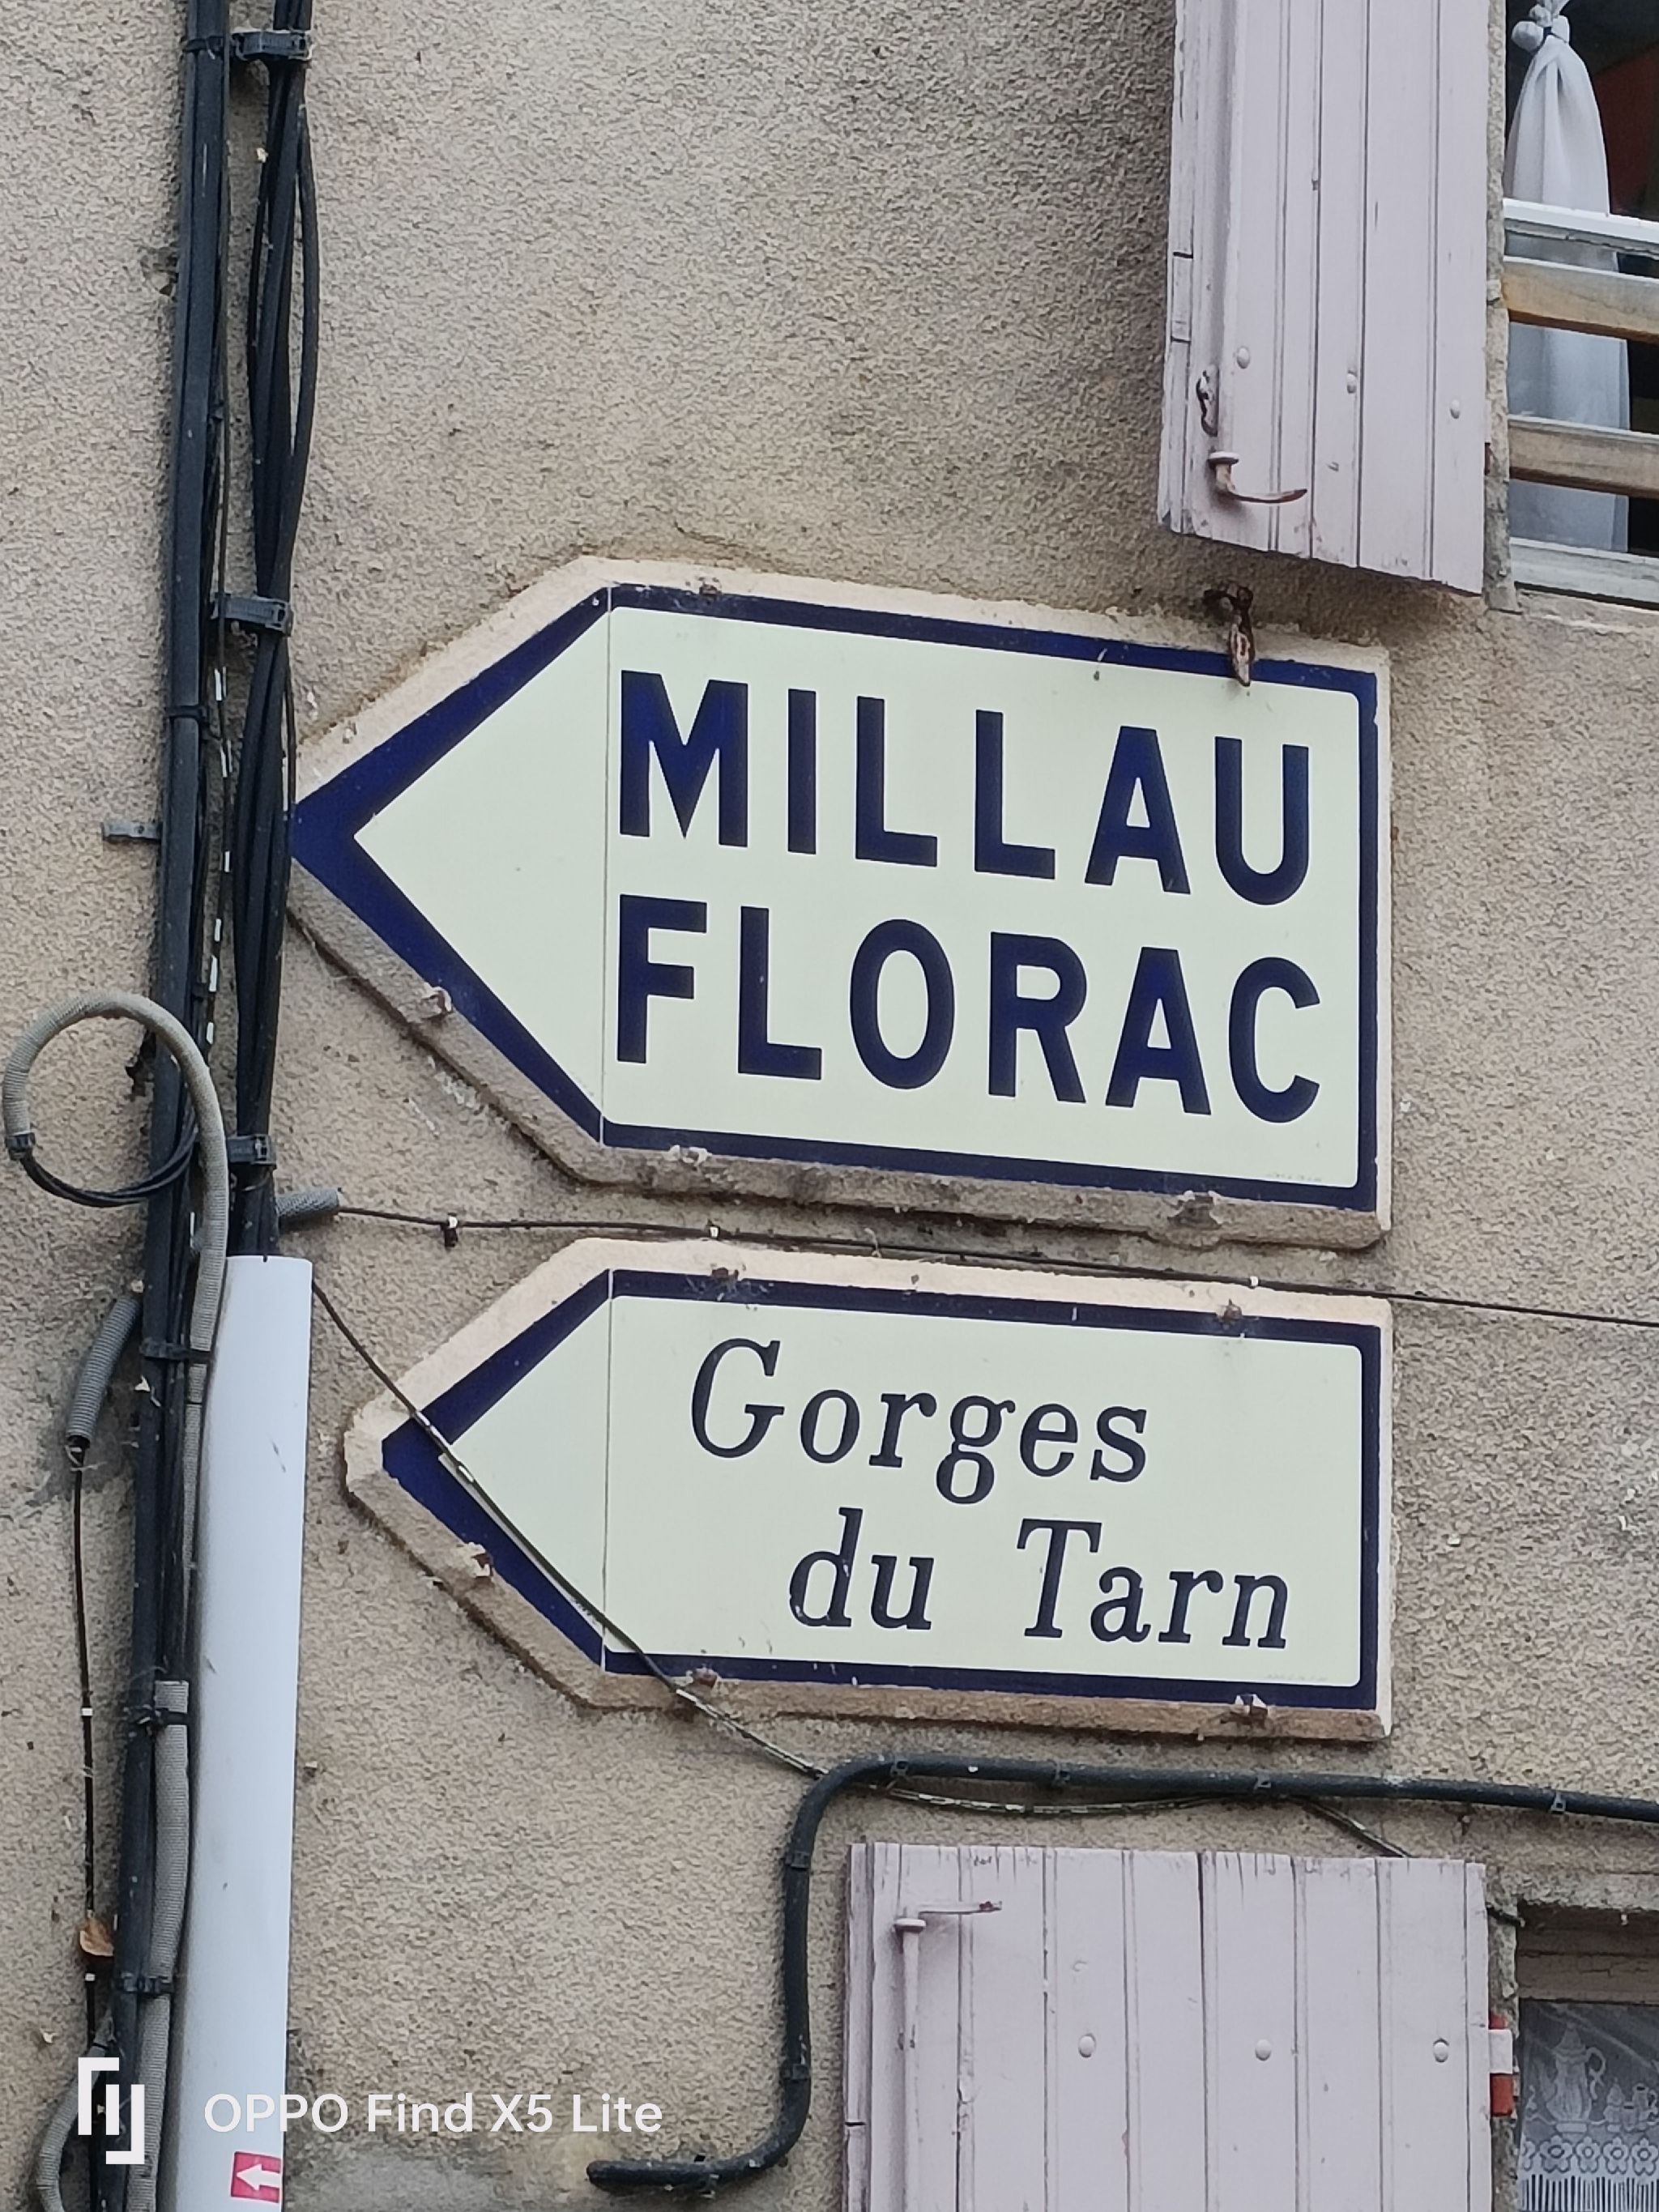 MILLAU
FLORAC
Gorges
du Tarn
OPPO Find X5 Lite